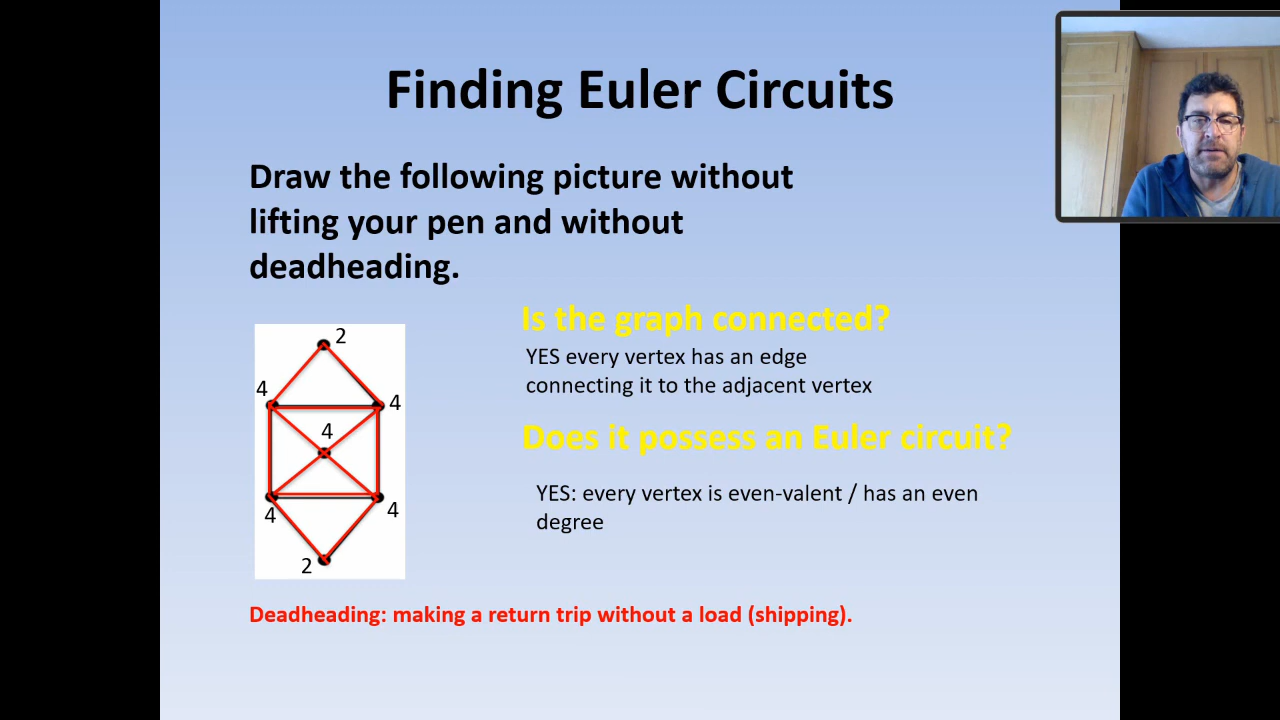 Finding Euler Circuits
Draw the following picture without
lifting your pen and without
deadheading.
Is the graph connected?
YES every vertex has an edge
connecting it to the adjacent vertex
Does it possess an Euler circuit?
YES: every vertex is even-valent / has an even
degree
2
4
4
4
4
4
2
Deadheading: making a return trip without a load (shipping).